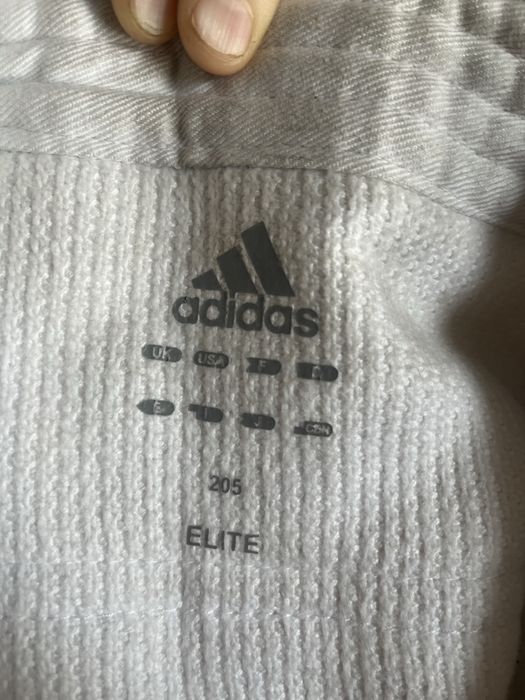 adidas
UK USA F D
E I J CHN
205
ELITE